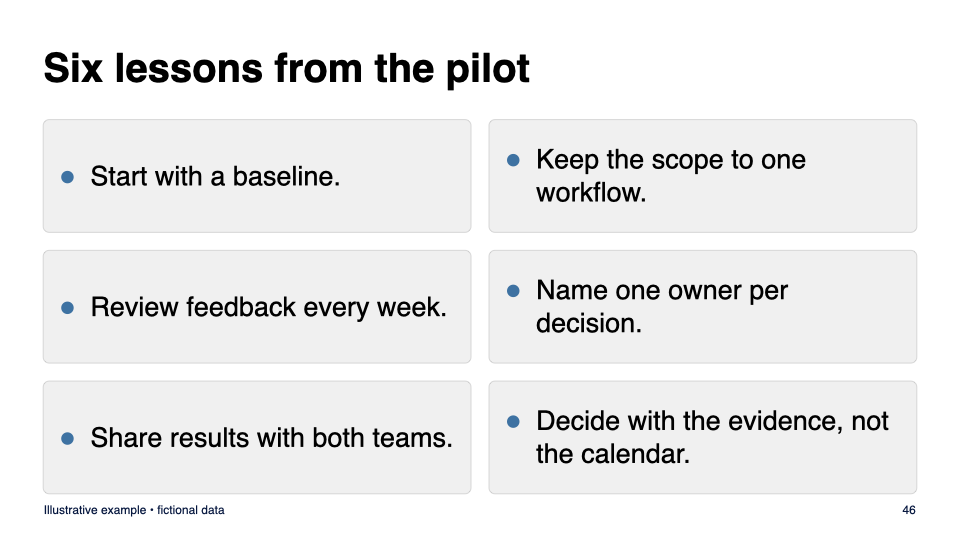 Six lessons from the pilot
• Start with a baseline.
• Keep the scope to one
workflow.
• Review feedback every week.
• Name one owner per
decision.
• Share results with both teams.
• Decide with the evidence, not
the calendar.
Illustrative example • fictional data
46